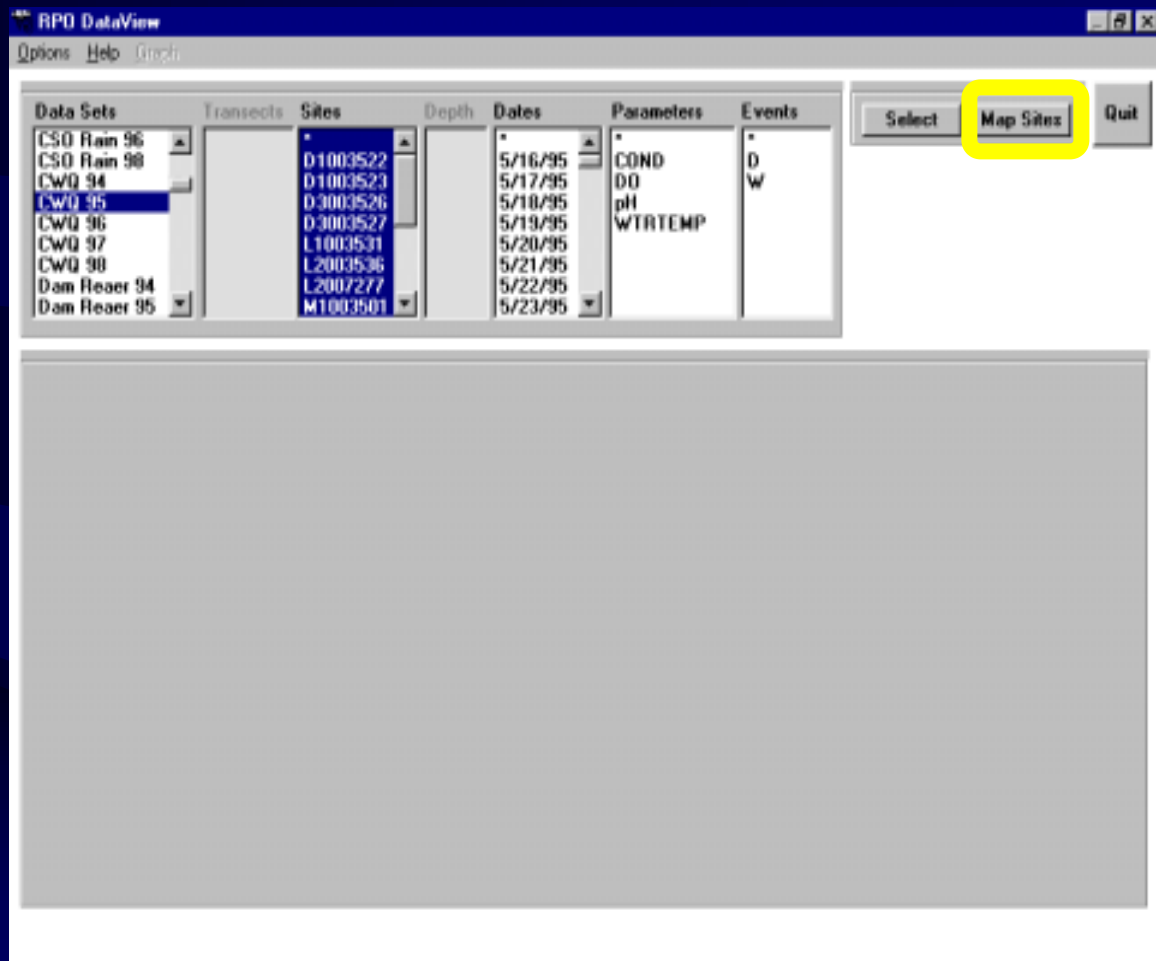 RPO DataView
Options Help Graph
Data Sets Transects Sites Depth Dates Parameters Events
Select Map Sites Quit
CSO Rain 96
CSO Rain 98
CWQ 94
CWQ 95
CWQ 96
CWQ 97
CWQ 98
Dam Reaer 94
Dam Reaer 95
*
D1003522
D1003523
D3003526
D3003527
L1003531
L2003536
L2007277
M1003501
*
5/16/95
5/17/95
5/18/95
5/19/95
5/20/95
5/21/95
5/22/95
5/23/95
*
COND
DO
pH
WTRTEMP
*
D
W